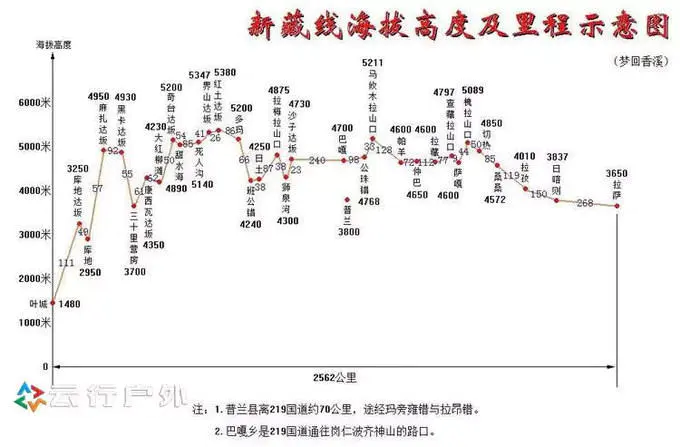 新藏线海拔高度及里程示意图
(梦回香溪)
海拔高度
6000米
5000米
4000米
3000米
2000米
1000米
0
叶城 1480
111
3250 库地达坂
49
库地 2950
57
4950 麻扎达坂
92
4930 黑卡达坂
55
三十里营房 3700
61
康西瓦达坂 4350
62
4230 大红柳滩
50
5200 奇台达坂
54
甜水海 4890
85
死人沟 5140
41
5347 界山达坂
26
5380 红土达坂
86
5200 多玛
66
班公错 4240
38
4250 日土
87
4875 拉梅拉山口
38
狮泉河 4300
23
4730 沙子达坂
240
4700 巴嘎
普兰 3800
98
公珠错 4768
33
5211 马攸木拉山口
128
4600 帕羊
72
仲巴 4650
112
4600 拉藏
77
4797 查藏拉山口
萨嘎 4600
44
5089 桃拉山口
50
4850 切热
85
桑桑 4572
119
4010 拉孜
150
3837 日喀则
268
3650 拉萨
2562公里
云行户外
注：1. 普兰县离219国道约70公里，途经玛旁雍错与拉昂错。
2. 巴嘎乡是219国道通往岗仁波齐神山的路口。